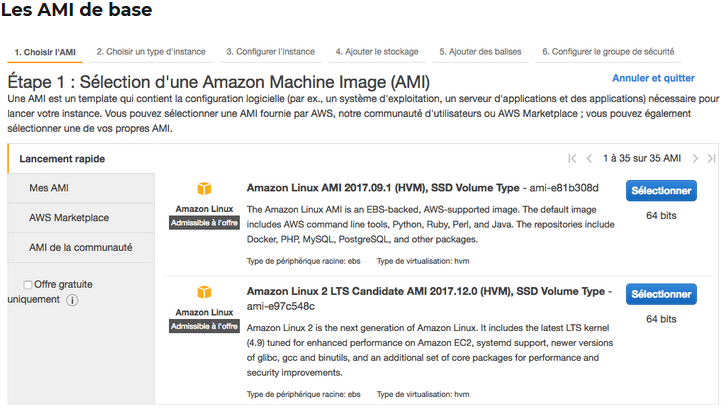 Les AMI de base
1. Choisir l'AMI 2. Choisir un type d'instance 3. Configurer l'instance 4. Ajouter le stockage 5. Ajouter des balises 6. Configurer le groupe de sécurité
Étape 1 : Sélection d'une Amazon Machine Image (AMI)
Annuler et quitter
Une AMI est un template qui contient la configuration logicielle (par ex., un système d'exploitation, un serveur d'applications et des applications) nécessaire pour
lancer votre instance. Vous pouvez sélectionner une AMI fournie par AWS, notre communauté d'utilisateurs ou AWS Marketplace ; vous pouvez également
sélectionner une de vos propres AMI.
Lancement rapide
1 à 35 sur 35 AMI
Mes AMI
AWS Marketplace
AMI de la communauté
Offre gratuite
uniquement
Amazon Linux
Admissible à l'offre
Amazon Linux AMI 2017.09.1 (HVM), SSD Volume Type - ami-e81b308d
The Amazon Linux AMI is an EBS-backed, AWS-supported image. The default image
includes AWS command line tools, Python, Ruby, Perl, and Java. The repositories include
Docker, PHP, MySQL, PostgreSQL, and other packages.
Type de périphérique racine: ebs Type de virtualisation: hvm
Sélectionner
64 bits
Amazon Linux
Admissible à l'offre
Amazon Linux 2 LTS Candidate AMI 2017.12.0 (HVM), SSD Volume Type -
ami-e97c548c
Amazon Linux 2 is the next generation of Amazon Linux. It includes the latest LTS kernel
(4.9) tuned for enhanced performance on Amazon EC2, systemd support, newer versions
of glibc, gcc and binutils, and an additional set of core packages for performance and
security improvements.
Type de périphérique racine: ebs Type de virtualisation: hvm
Sélectionner
64 bits